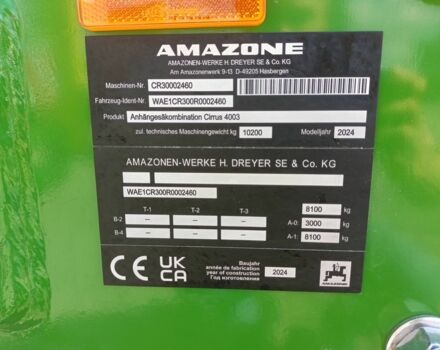 AMAZONE
AMAZONEN-WERKE H. DREYER SE & Co. KG
Am Amazonenwerk 9-13 D-49205 Hasbergen
Maschinen-Nr. CR30002460
Fahrzeug-Ident-Nr. WAE1CR300R0002460
Produkt Anhängesäkombination Cirrus 4003
zul. technisches Maschinengewicht kg 10200 Modelljahr 2024
AMAZONEN-WERKE H. DREYER SE & Co. KG
WAE1CR300R0002460 8100 kg
T-1 T-2 T-3
B-2 – – – A-0: 3000 kg
B-4 – – – A-1: 8100 kg
CE UK CA
Baujahr
année de fabrication
year of construction 2024
Год изготовления
AMAZONE